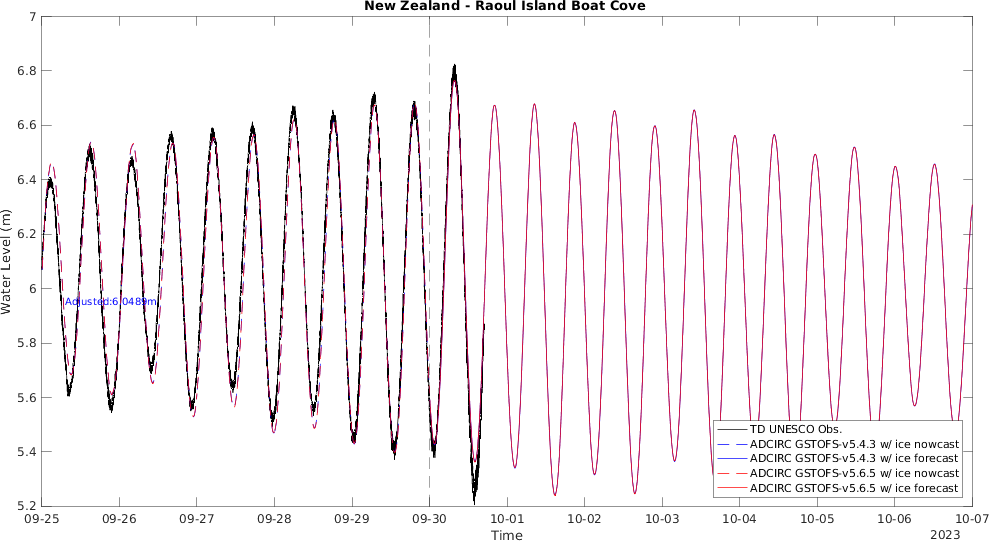 New Zealand - Raoul Island Boat Cove
7
6.8
6.6
6.4
6.2
6
5.8
5.6
5.4
5.2
Water Level (m)
Adjusted:6.0489m
TD UNESCO Obs.
ADCIRC GSTOFS-v5.4.3 w/ ice nowcast
ADCIRC GSTOFS-v5.4.3 w/ ice forecast
ADCIRC GSTOFS-v5.6.5 w/ ice nowcast
ADCIRC GSTOFS-v5.6.5 w/ ice forecast
09-25 09-26 09-27 09-28 09-29 09-30 10-01 10-02 10-03 10-04 10-05 10-06 10-07
Time
2023